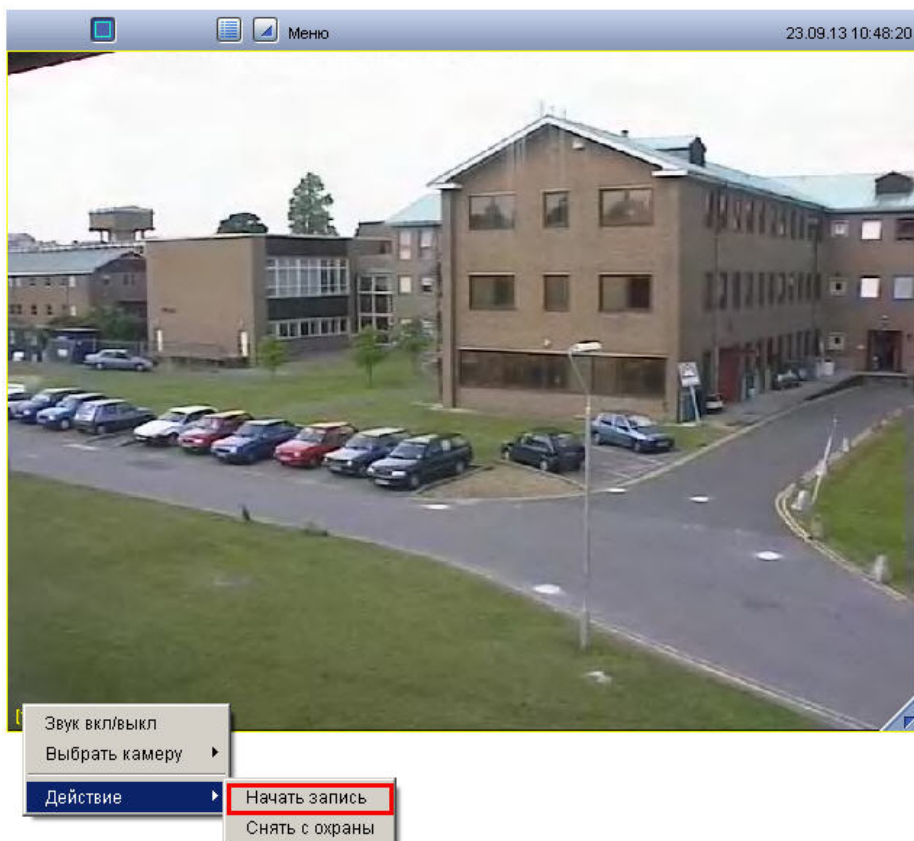 Меню
23.09.13 10:48:20
Звук вкл/выкл
Выбрать камеру
Действие
Начать запись
Снять с охраны